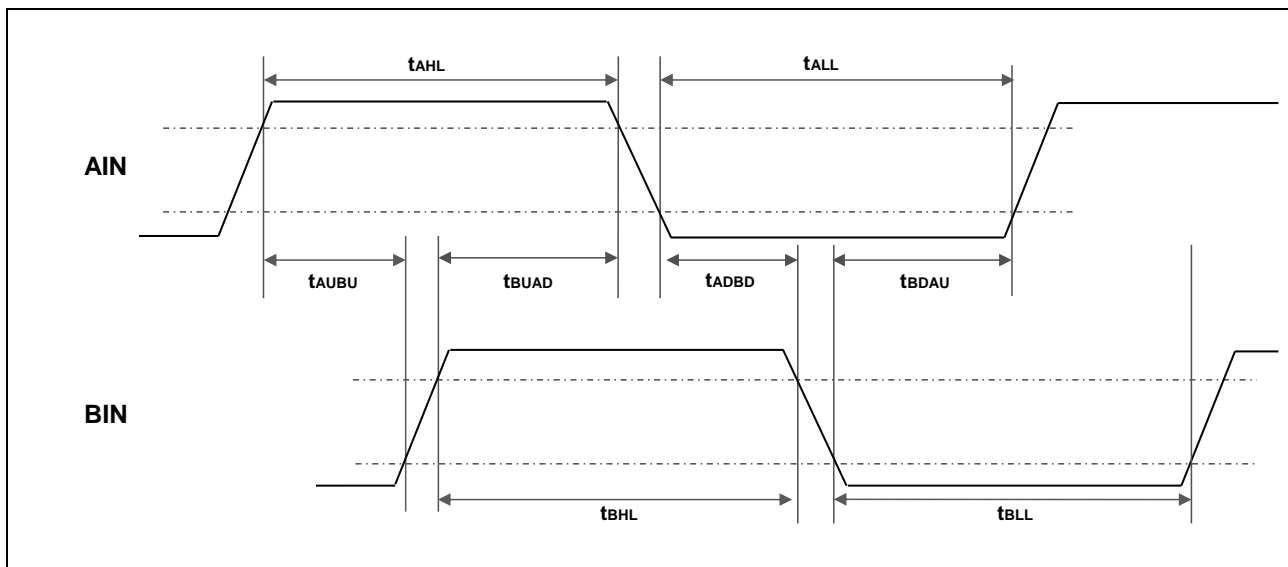 tAHL tALL
AIN
tAUBU tBUAD tADBD tBDAU
BIN
tBHL tBLL